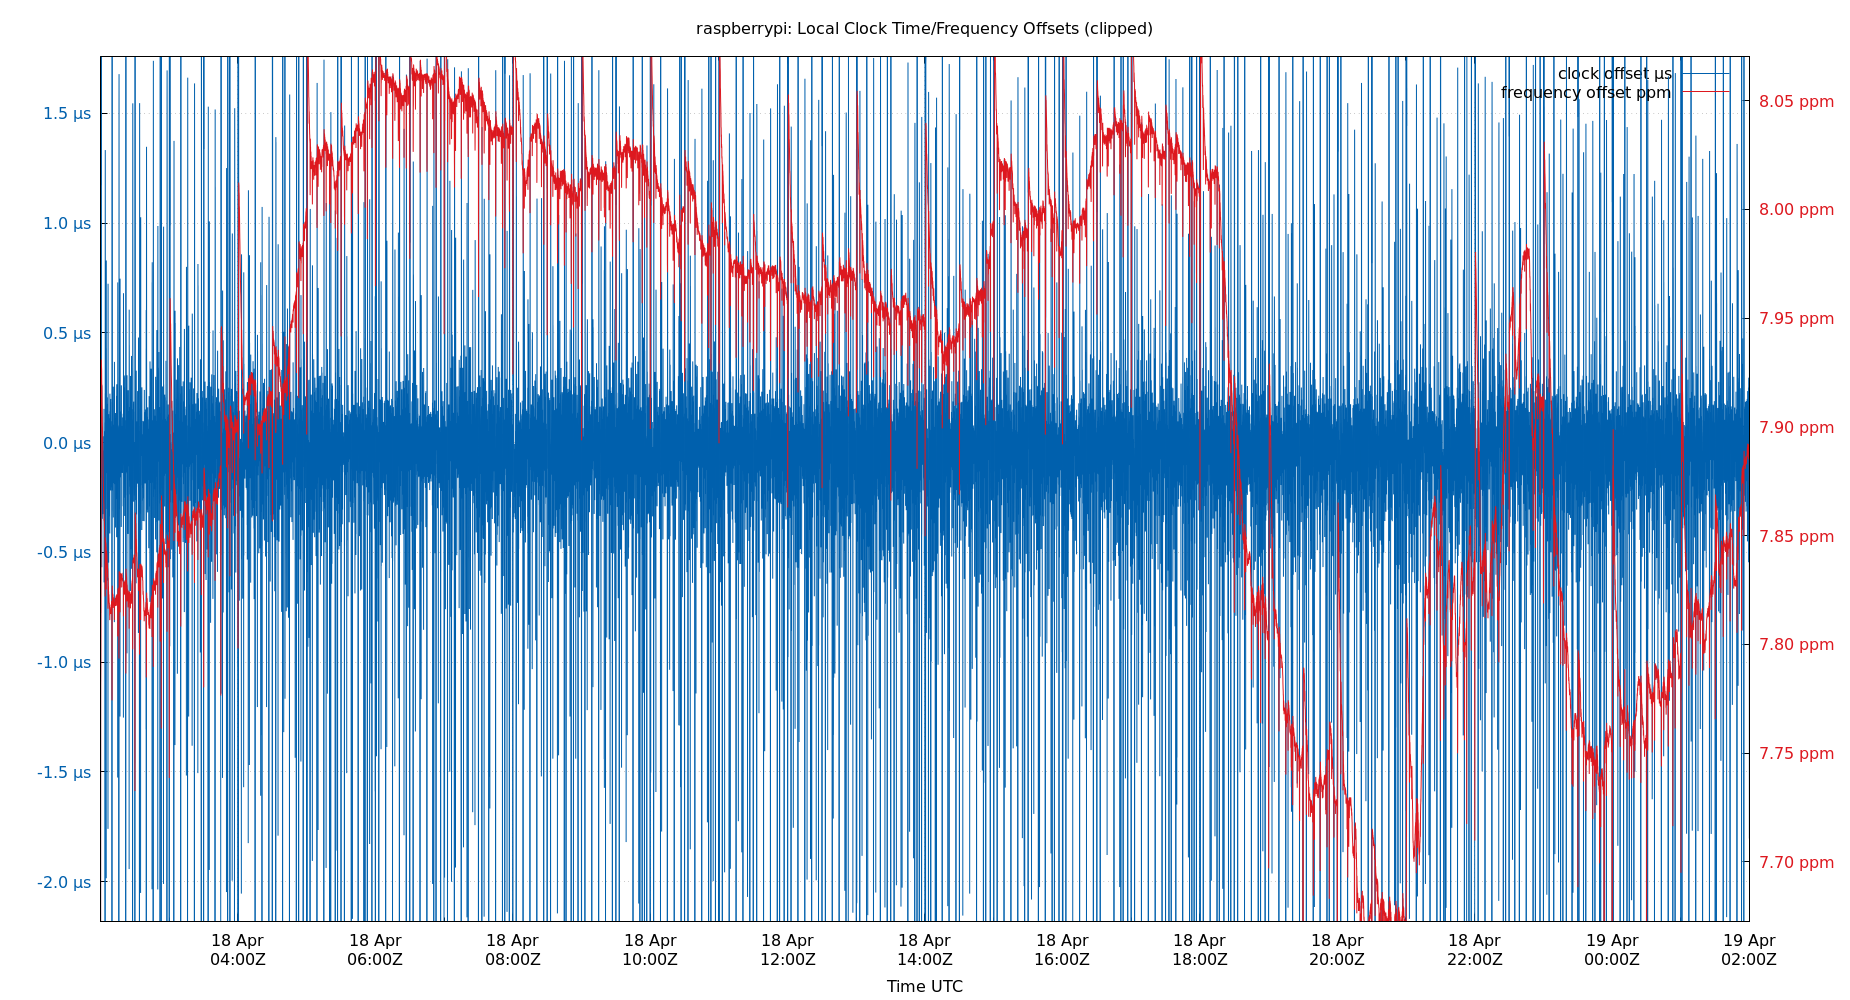 raspberrypi: Local Clock Time/Frequency Offsets (clipped)
clock offset µs
frequency offset ppm
1.5 µs
1.0 µs
0.5 µs
0.0 µs
-0.5 µs
-1.0 µs
-1.5 µs
-2.0 µs
8.05 ppm
8.00 ppm
7.95 ppm
7.90 ppm
7.85 ppm
7.80 ppm
7.75 ppm
7.70 ppm
18 Apr 18 Apr 18 Apr 18 Apr 18 Apr 18 Apr 18 Apr 18 Apr 18 Apr 18 Apr 19 Apr 19 Apr
04:00Z 06:00Z 08:00Z 10:00Z 12:00Z 14:00Z 16:00Z 18:00Z 20:00Z 22:00Z 00:00Z 02:00Z
Time UTC